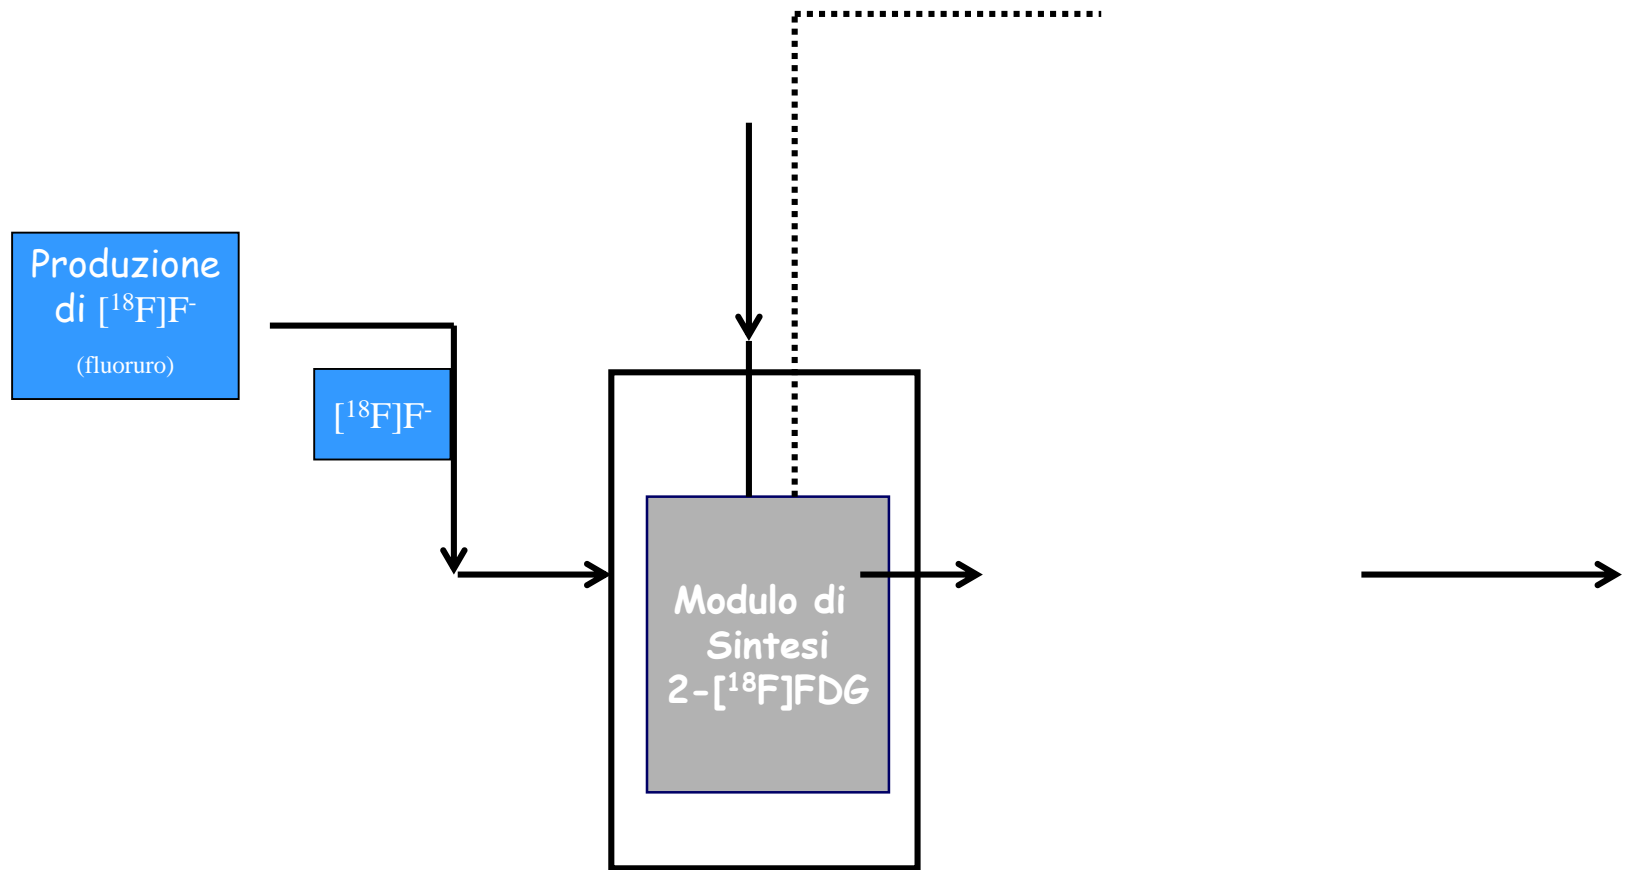 Produzione
di [¹⁸F]F⁻
(fluoruro)
[¹⁸F]F⁻
Modulo di
Sintesi
2-[¹⁸F]FDG